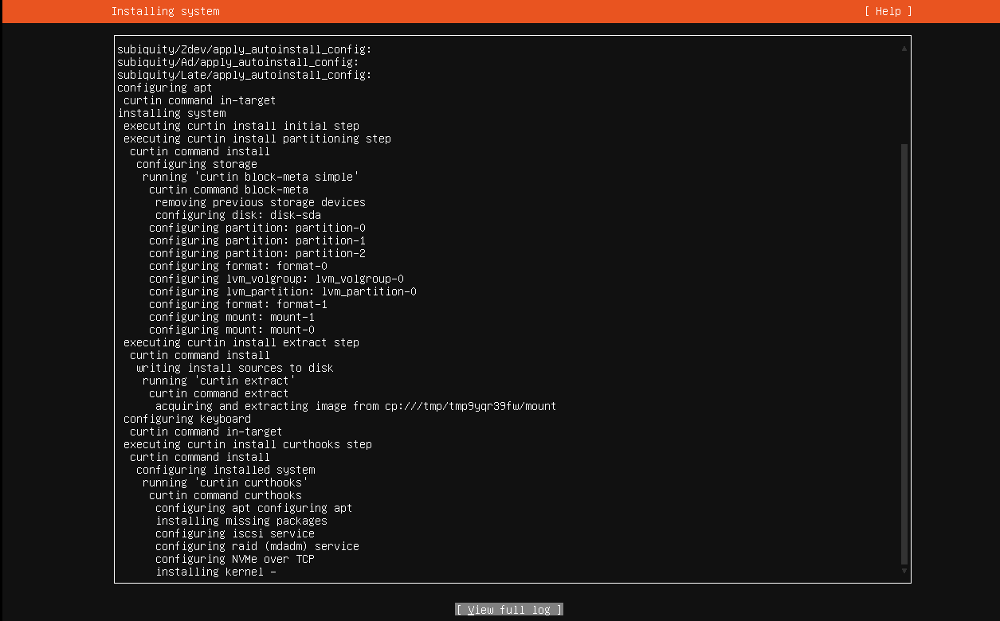 Installing system
[ Help ]
subiquity/Zdev/apply_autoinstall_config:
subiquity/Ad/apply_autoinstall_config:
subiquity/Late/apply_autoinstall_config:
configuring apt
curtin command in-target
installing system
executing curtin install initial step
executing curtin install partitioning step
curtin command install
configuring storage
running 'curtin block-meta simple'
curtin command block-meta
removing previous storage devices
configuring disk: disk-sda
configuring partition: partition-0
configuring partition: partition-1
configuring partition: partition-2
configuring format: format-0
configuring lvm_volgroup: lvm_volgroup-0
configuring lvm_partition: lvm_partition-0
configuring format: format-1
configuring mount: mount-1
configuring mount: mount-0
executing curtin install extract step
curtin command install
writing install sources to disk
running 'curtin extract'
curtin command extract
acquiring and extracting image from cp:///tmp/tmp9yqr39fw/mount
configuring keyboard
curtin command in-target
executing curtin install curthooks step
curtin command install
configuring installed system
running 'curtin curthooks'
curtin command curthooks
configuring apt configuring apt
installing missing packages
configuring iscsi service
configuring raid (mdadm) service
configuring NVMe over TCP
installing kernel -
[ View full log ]